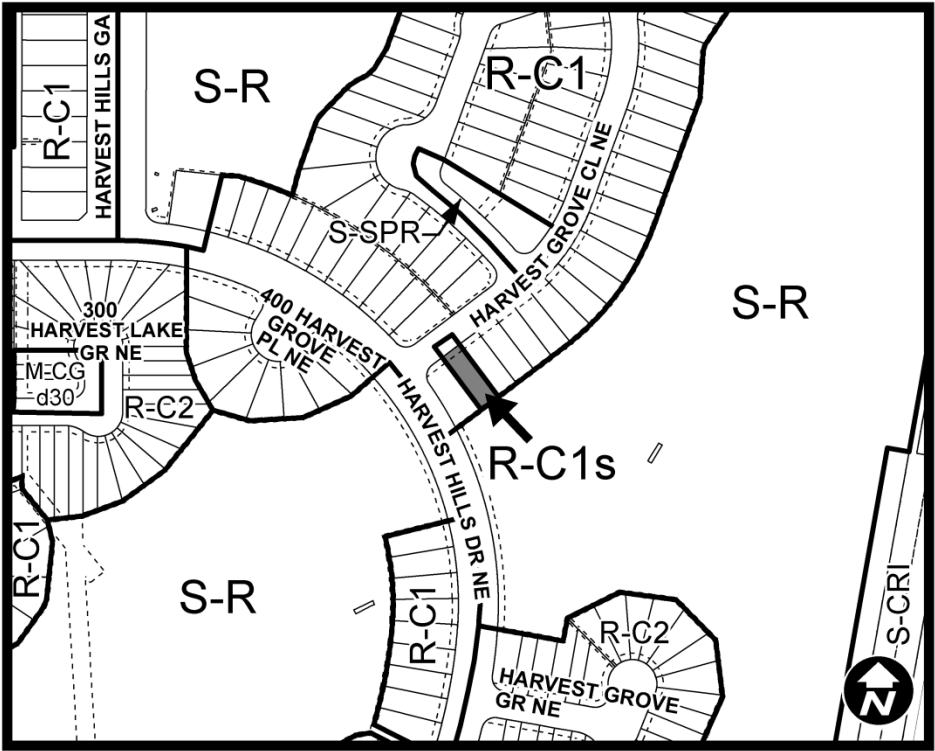 S-R
R-C1
R-C1
HARVEST HILLS GA
HARVEST GROVE CL NE
S-SPR
300
HARVEST LAKE
GR NE
400 HARVEST
GROVE
PL NE
S-R
M-CG
d30
R-C2
HARVEST HILLS DR NE
R-C1s
R-C1
S-R
R-C1
S-CRI
R-C2
HARVEST GROVE
GR NE
N